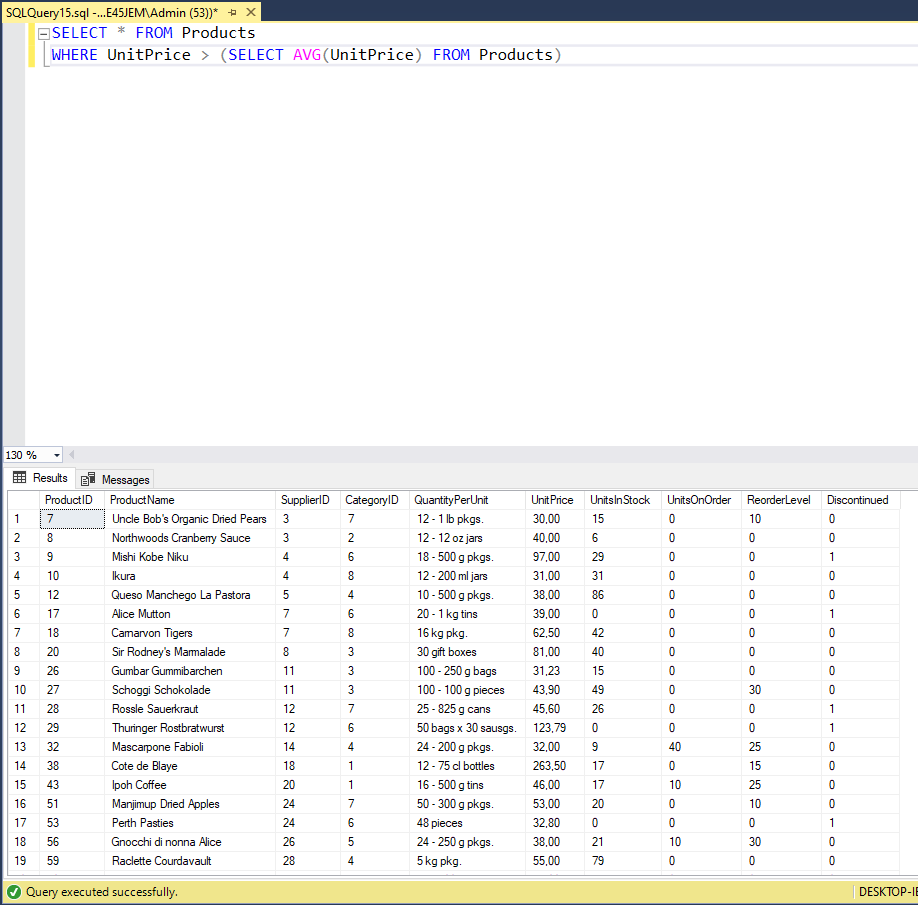 SQLQuery15.sql -...E45JEM\Admin (53))*
SELECT * FROM Products
WHERE UnitPrice > (SELECT AVG(UnitPrice) FROM Products)
130 %
Results Messages
ProductID ProductName SupplierID CategoryID QuantityPerUnit UnitPrice UnitsInStock UnitsOnOrder ReorderLevel Discontinued
1 7 Uncle Bob's Organic Dried Pears 3 7 12 - 1 lb pkgs. 30,00 15 0 10 0
2 8 Northwoods Cranberry Sauce 3 2 12 - 12 oz jars 40,00 6 0 0 0
3 9 Mishi Kobe Niku 4 6 18 - 500 g pkgs. 97,00 29 0 0 1
4 10 Ikura 4 8 12 - 200 ml jars 31,00 31 0 0 0
5 12 Queso Manchego La Pastora 5 4 10 - 500 g pkgs. 38,00 86 0 0 0
6 17 Alice Mutton 7 6 20 - 1 kg tins 39,00 0 0 0 1
7 18 Carnarvon Tigers 7 8 16 kg pkg. 62,50 42 0 0 0
8 20 Sir Rodney's Marmalade 8 3 30 gift boxes 81,00 40 0 0 0
9 26 Gumbar Gummibarchen 11 3 100 - 250 g bags 31,23 15 0 0 0
10 27 Schoggi Schokolade 11 3 100 - 100 g pieces 43,90 49 0 30 0
11 28 Rossle Sauerkraut 12 7 25 - 825 g cans 45,60 26 0 0 1
12 29 Thuringer Rostbratwurst 12 6 50 bags x 30 sausgs. 123,79 0 0 0 1
13 32 Mascarpone Fabioli 14 4 24 - 200 g pkgs. 32,00 9 40 25 0
14 38 Cote de Blaye 18 1 12 - 75 cl bottles 263,50 17 0 15 0
15 43 Ipoh Coffee 20 1 16 - 500 g tins 46,00 17 10 25 0
16 51 Manjimup Dried Apples 24 7 50 - 300 g pkgs. 53,00 20 0 10 0
17 53 Perth Pasties 24 6 48 pieces 32,80 0 0 0 1
18 56 Gnocchi di nonna Alice 26 5 24 - 250 g pkgs. 38,00 21 10 30 0
19 59 Raclette Courdavault 28 4 5 kg pkg. 55,00 79 0 0 0
Query executed successfully. DESKTOP-IE